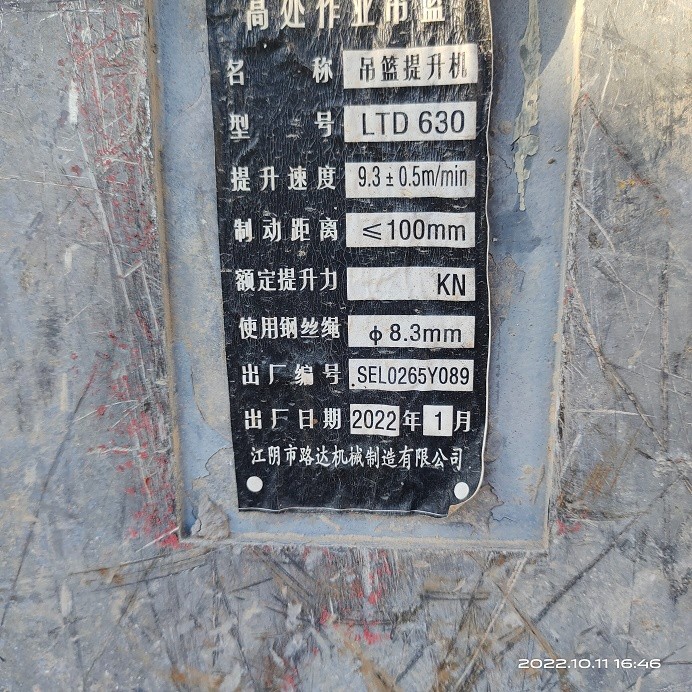 高处作业吊篮
名 称 吊篮提升机
型 号 LTD 630
提升速度 9.3±0.5m/min
制动距离 ≤100mm
额定提升力 KN
使用钢丝绳 φ8.3mm
出厂编号 SEL0265Y089
出厂日期 2022年1月
江阴市路达机械制造有限公司
2022.10.11 16:46